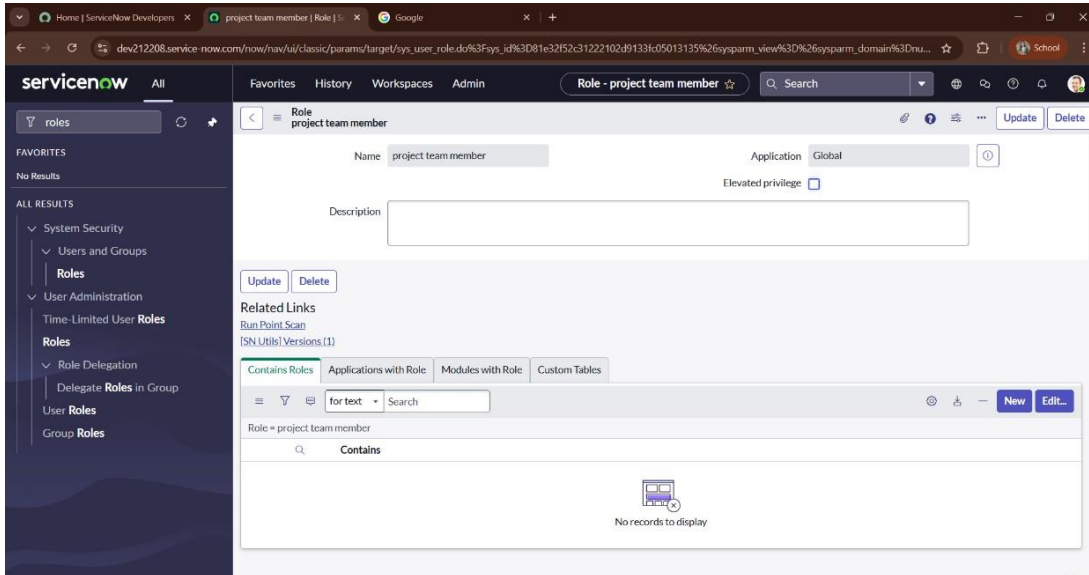 Home | ServiceNow Developers
project team member | Role | S
Google
dev212208.service-now.com/now/nav/ui/classic/params/target/sys_user_role.do%3Fsys_id%3D81e32f52c31222102d9133fc05013135%26sysparm_view%3D%26sysparm_domain%3Dnu...
School
servicenow All Favorites History Workspaces Admin Role - project team member Search
roles
FAVORITES
No Results
ALL RESULTS
System Security
Users and Groups
Roles
User Administration
Time-Limited User Roles
Roles
Role Delegation
Delegate Roles in Group
User Roles
Group Roles
Role
project team member
Update Delete
Name project team member
Application Global
Elevated privilege
Description
Update Delete
Related Links
Run Point Scan
[SN Utils] Versions (1)
Contains Roles Applications with Role Modules with Role Custom Tables
for text Search New Edit...
Role = project team member
Contains
No records to display